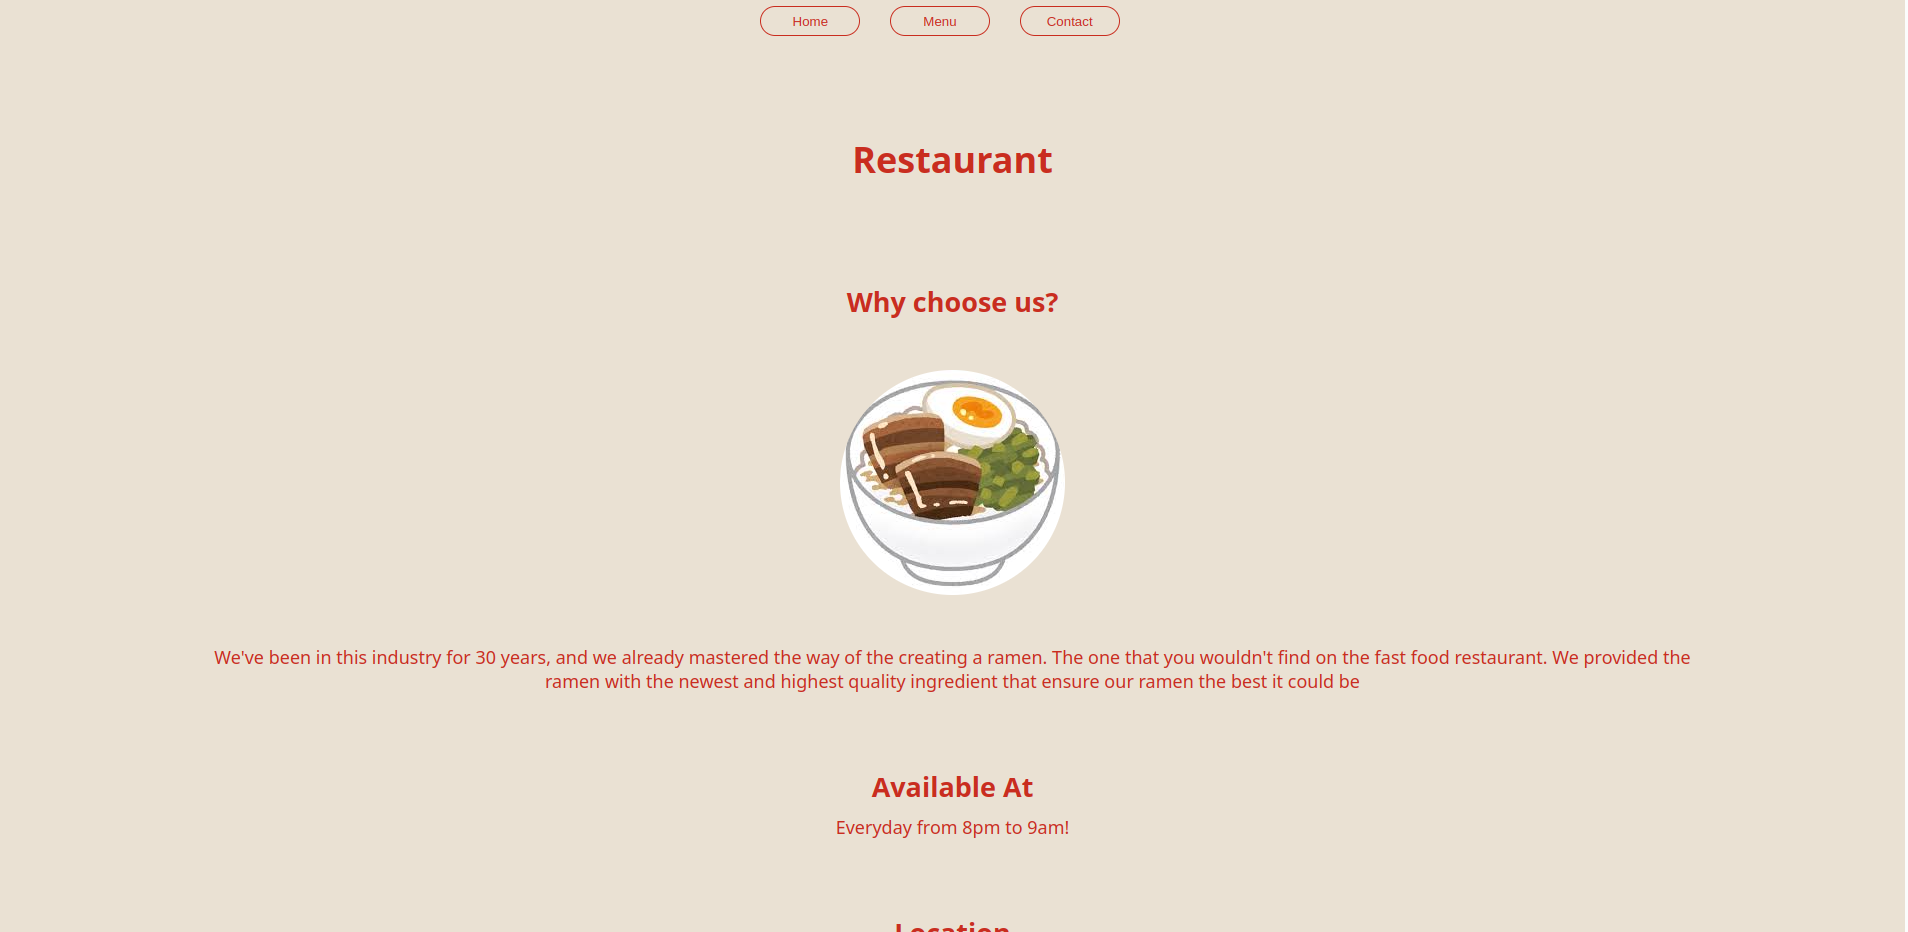 Home Menu Contact
Restaurant
Why choose us?
We've been in this industry for 30 years, and we already mastered the way of the creating a ramen. The one that you wouldn't find on the fast food restaurant. We provided the
ramen with the newest and highest quality ingredient that ensure our ramen the best it could be
Available At
Everyday from 8pm to 9am!
Location